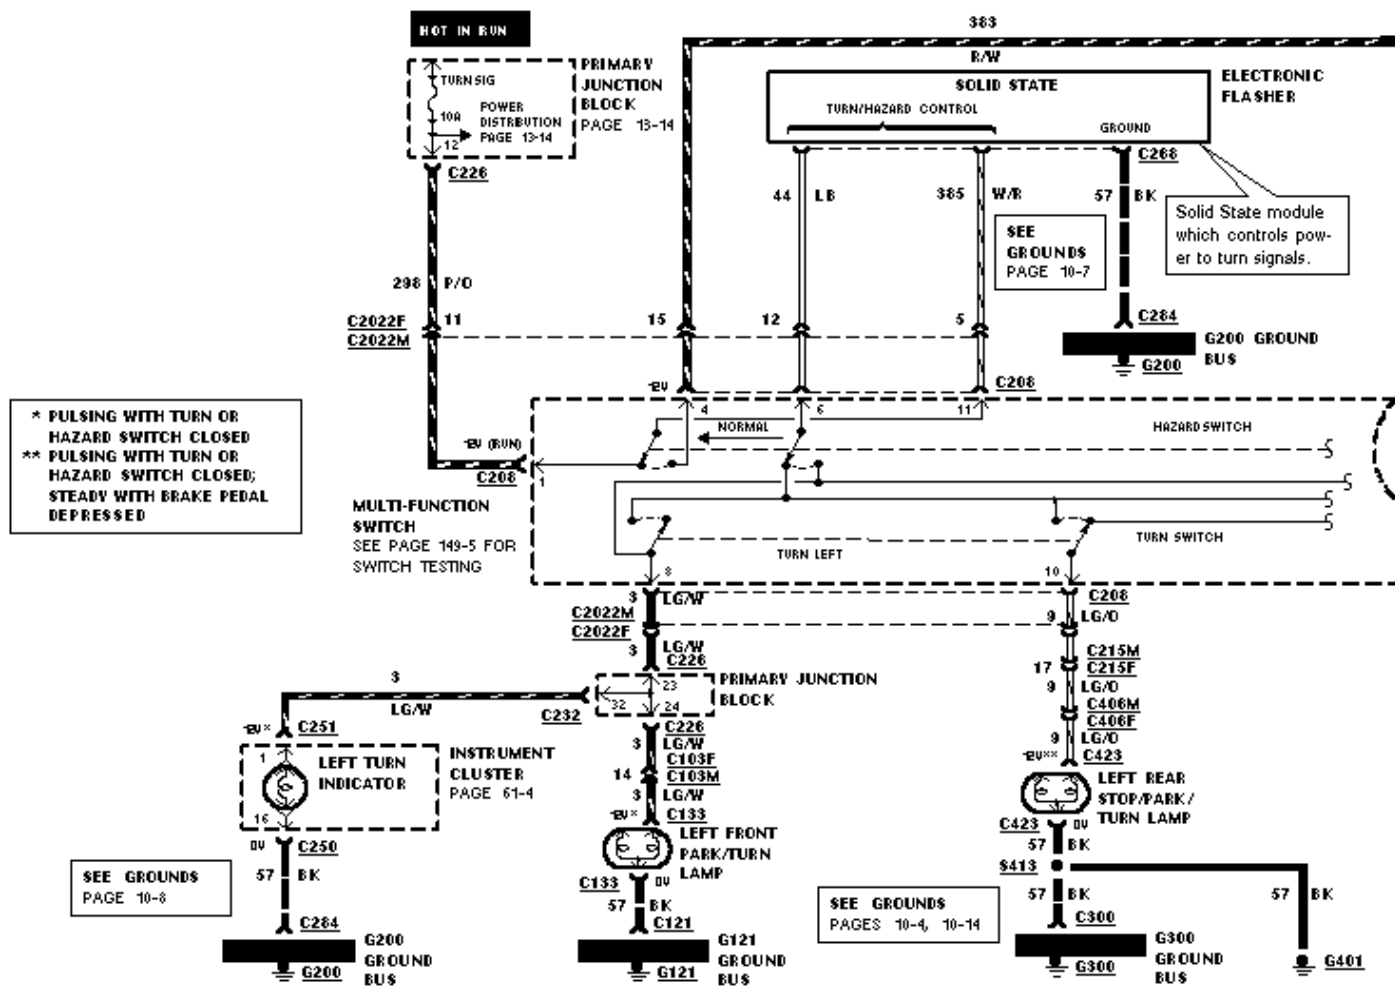 383
HOT IN RUN
R/W
TURN SIG
10A
POWER
DISTRIBUTION
PAGE 13-14
12
PRIMARY
JUNCTION
BLOCK
PAGE 13-14
C226
SOLID STATE
ELECTRONIC
FLASHER
TURN/HAZARD CONTROL
GROUND
C268
44 LB
385 W/R
57 BK
Solid State module
which controls pow-
er to turn signals.
SEE
GROUNDS
PAGE 10-7
298 P/O
C2022F 11
C2022M
15
12
5
C284
G200 GROUND
BUS
G200
12V
C208
4
6
11
* PULSING WITH TURN OR
HAZARD SWITCH CLOSED
** PULSING WITH TURN OR
HAZARD SWITCH CLOSED;
STEADY WITH BRAKE PEDAL
DEPRESSED
NORMAL
HAZARD SWITCH
12V (RUN)
C208
1
MULTI-FUNCTION
SWITCH
SEE PAGE 149-5 FOR
SWITCH TESTING
TURN LEFT
TURN SWITCH
8
10
3 LG/W
C208
C2022M
9 LG/O
C2022F
3 LG/W
C226
C215M
17 C215F
9 LG/O
PRIMARY JUNCTION
BLOCK
23
32
24
3
LG/W
C232
C226
C406M
C406F
9 LG/O
12V** C423
12V* C251
3 LG/W
C103F
14 C103M
3 LG/W
12V* C133
1
LEFT TURN
INDICATOR
16
INSTRUMENT
CLUSTER
PAGE 61-4
LEFT REAR
STOP/PARK/
TURN LAMP
C423 0V
57 BK
LEFT FRONT
PARK/TURN
LAMP
0V C250
57 BK
S413
C133 0V
57 BK
57 BK
57 BK
SEE GROUNDS
PAGE 10-8
SEE GROUNDS
PAGES 10-4, 10-14
C284
C121
C300
G200
GROUND
BUS
G200
G121
GROUND
BUS
G121
G300
GROUND
BUS
G300
G401